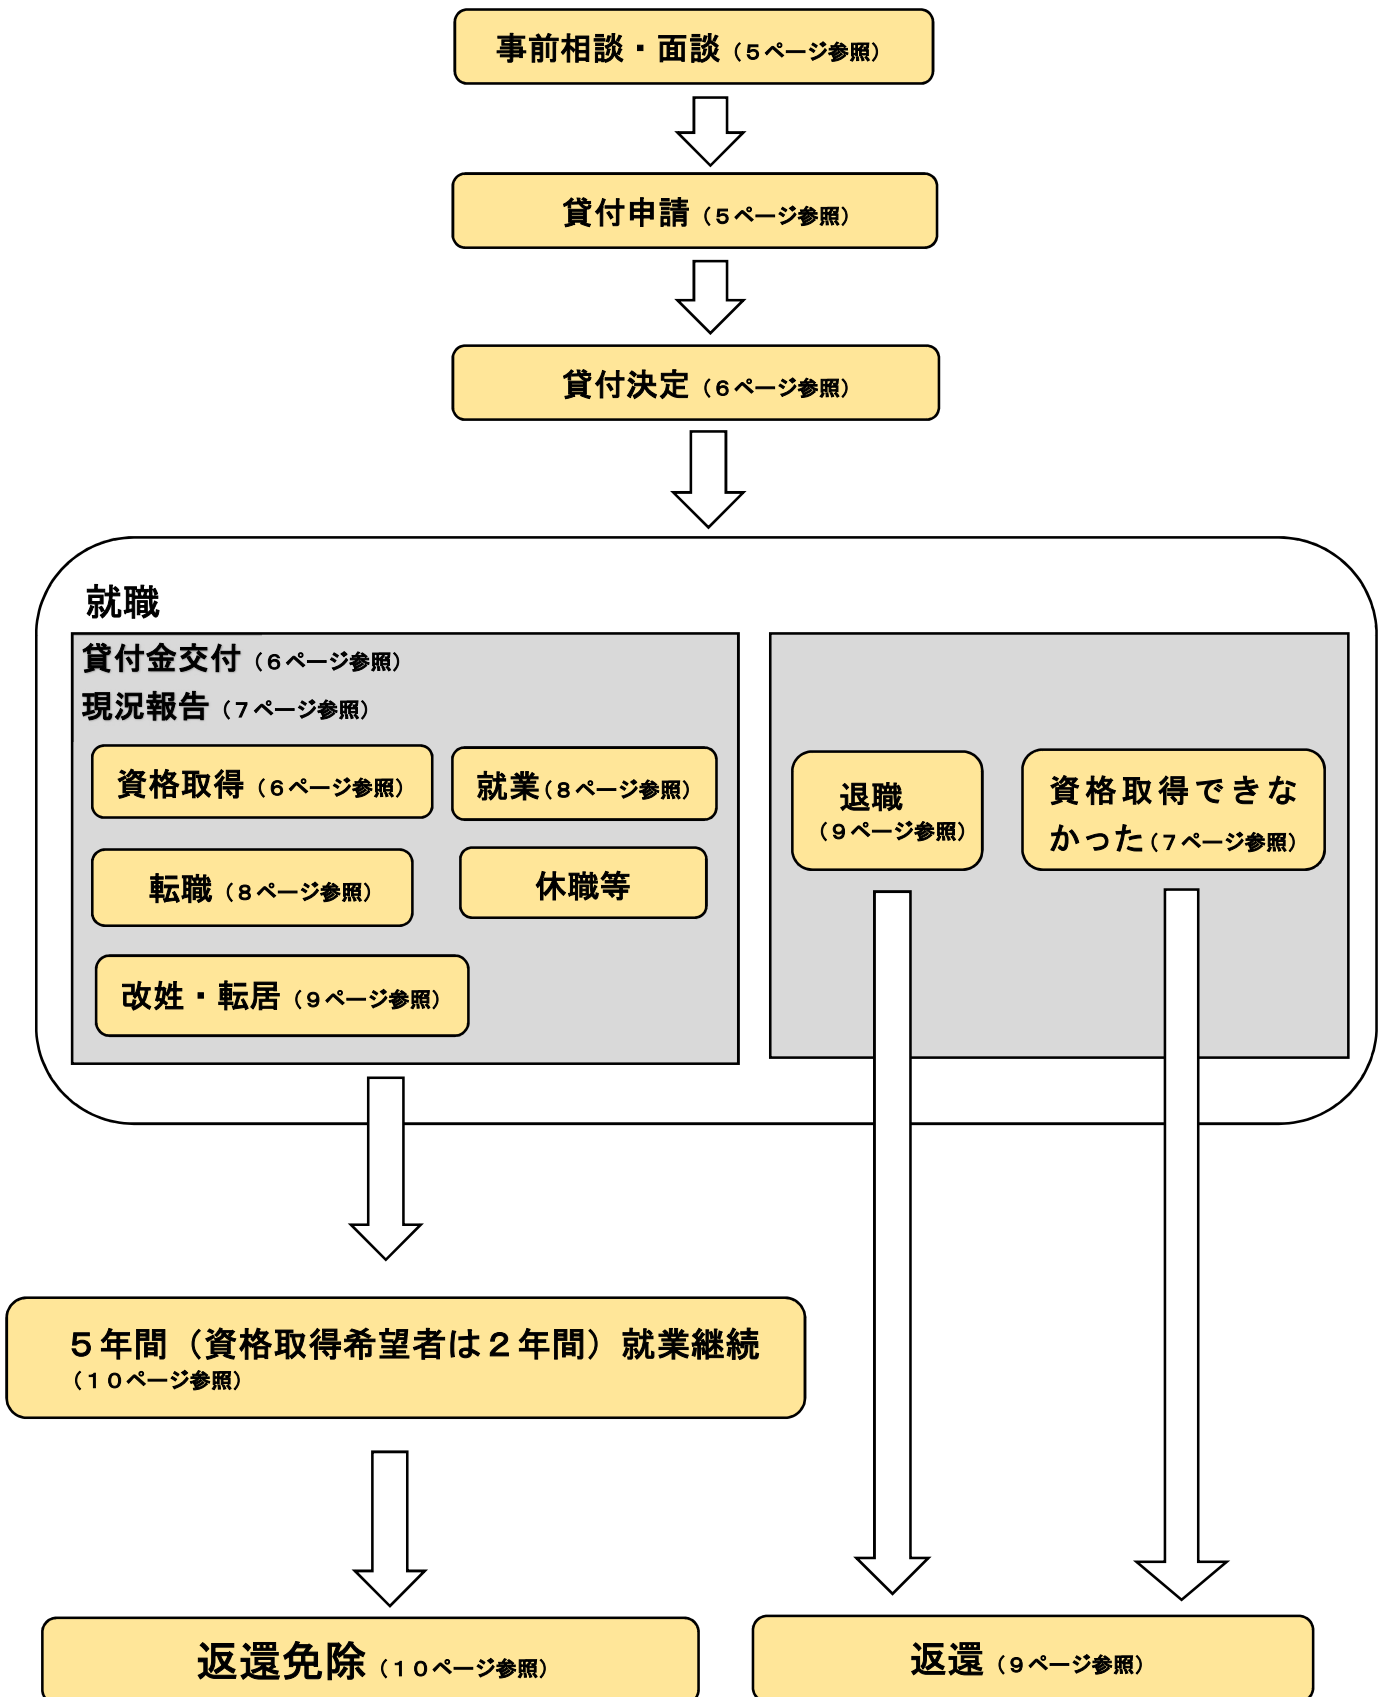 事前相談・面談（５ページ参照）
貸付申請（５ページ参照）
貸付決定（６ページ参照）
就職
貸付金交付（６ページ参照）
現況報告（７ページ参照）
資格取得（６ページ参照）
就業（８ページ参照）
転職（８ページ参照）
休職等
改姓・転居（９ページ参照）
退職
（９ページ参照）
資格取得できな
かった（７ページ参照）
５年間（資格取得希望者は２年間）就業継続
（１０ページ参照）
返還免除（１０ページ参照）
返還（９ページ参照）